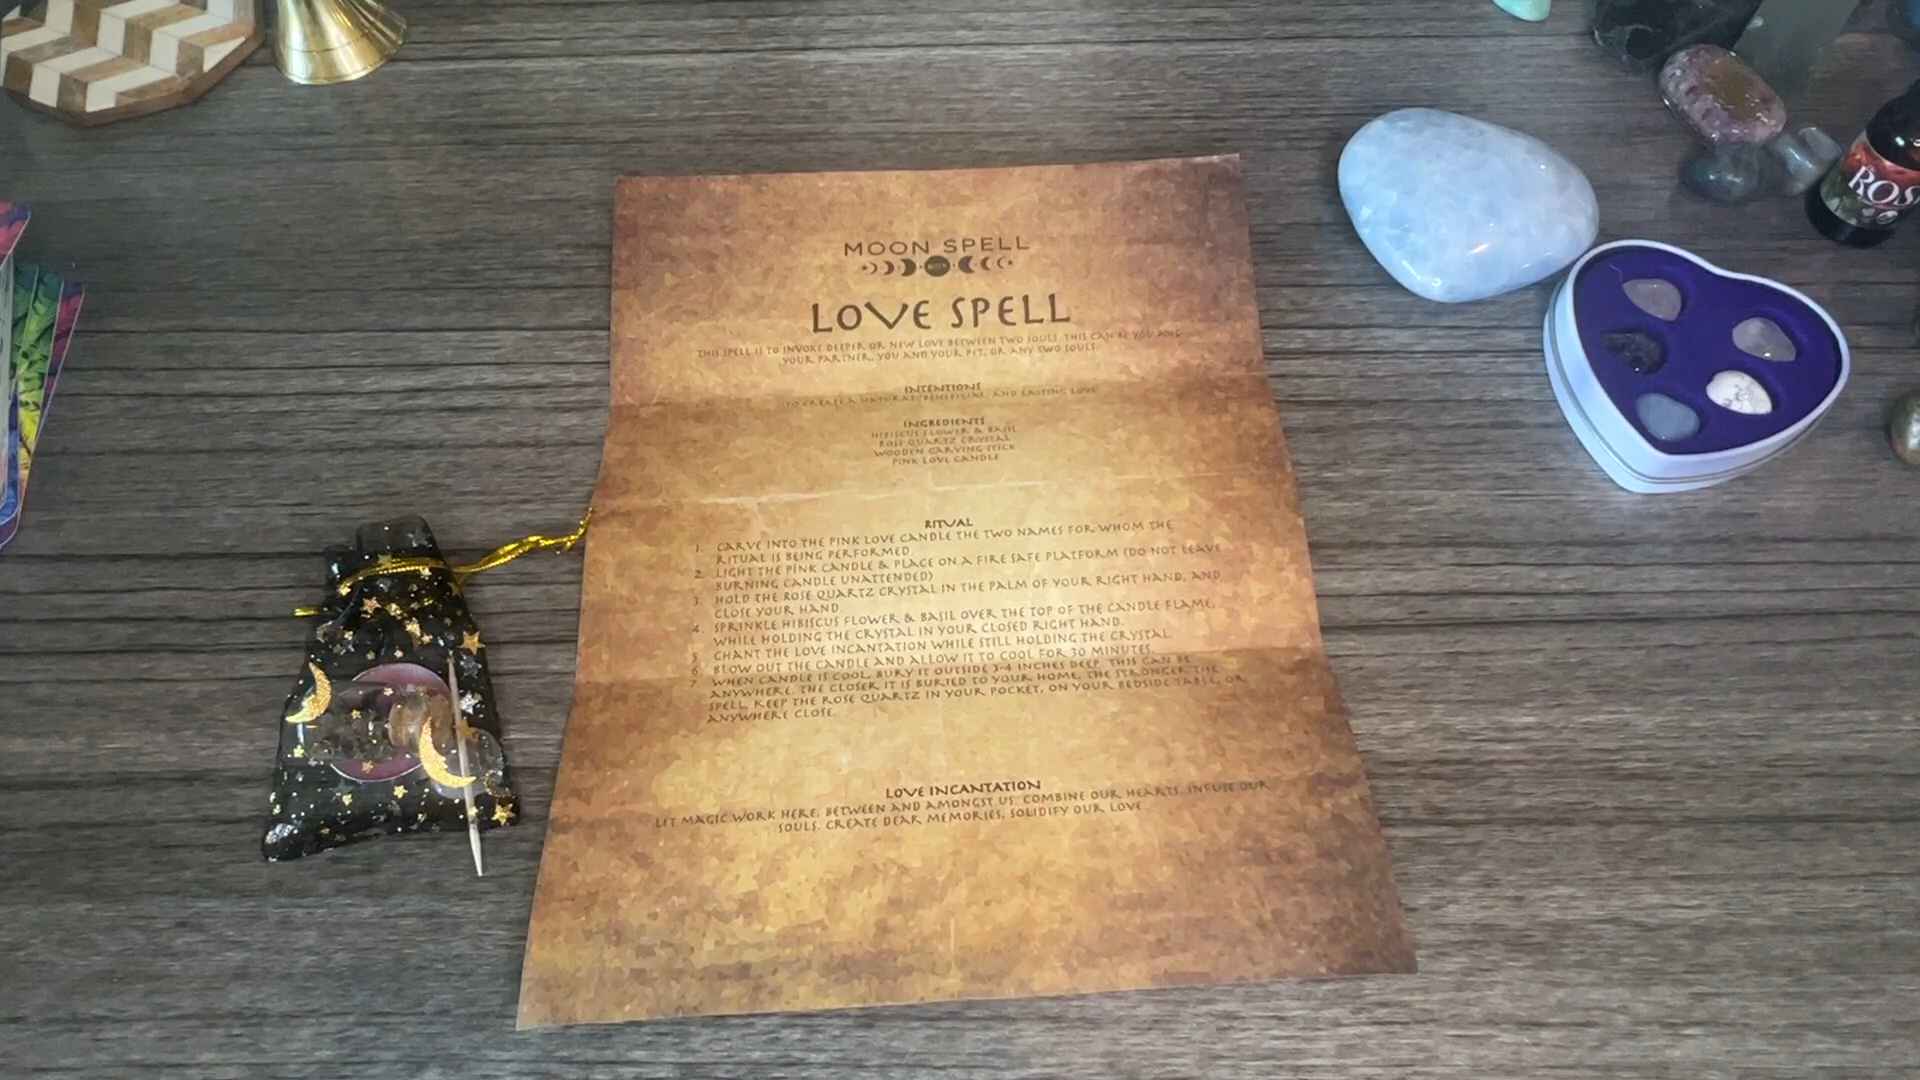 MOON SPELL
LOVE SPELL
THIS SPELL IS TO INVOKE DEEPER OR NEW LOVE BETWEEN TWO SOULS. THIS CAN BE YOU AND
YOUR PARTNER, YOU AND YOUR PET, OR ANY TWO SOULS
INTENTIONS
TO CREATE A NATURAL, BENEFICIAL, AND LASTING LOVE
INGREDIENTS
HIBISCUS FLOWER & BASIL
ROSE QUARTZ CRYSTAL
WOODEN CARVING STICK
PINK LOVE CANDLE
RITUAL
1. CARVE INTO THE PINK LOVE CANDLE THE TWO NAMES FOR WHOM THE
RITUAL IS BEING PERFORMED.
2. LIGHT THE PINK CANDLE & PLACE ON A FIRE SAFE PLATFORM (DO NOT LEAVE
BURNING CANDLE UNATTENDED)
3. HOLD THE ROSE QUARTZ CRYSTAL IN THE PALM OF YOUR RIGHT HAND, AND
CLOSE YOUR HAND.
4. SPRINKLE HIBISCUS FLOWER & BASIL OVER THE TOP OF THE CANDLE FLAME,
WHILE HOLDING THE CRYSTAL IN YOUR CLOSED RIGHT HAND.
5. CHANT THE LOVE INCANTATION WHILE STILL HOLDING THE CRYSTAL.
6. BLOW OUT THE CANDLE AND ALLOW IT TO COOL FOR 30 MINUTES.
7. WHEN CANDLE IS COOL, BURY IT OUTSIDE 3-4 INCHES DEEP. THIS CAN BE
ANYWHERE. THE CLOSER IT IS BURIED TO YOUR HOME, THE STRONGER THE
SPELL. KEEP THE ROSE QUARTZ IN YOUR POCKET, ON YOUR BEDSIDE TABLE, OR
ANYWHERE CLOSE.
LOVE INCANTATION
LET MAGIC WORK HERE, BETWEEN AND AMONGST US. COMBINE OUR HEARTS, INFUSE OUR
SOULS. CREATE DEAR MEMORIES, SOLIDIFY OUR LOVE.
ROS